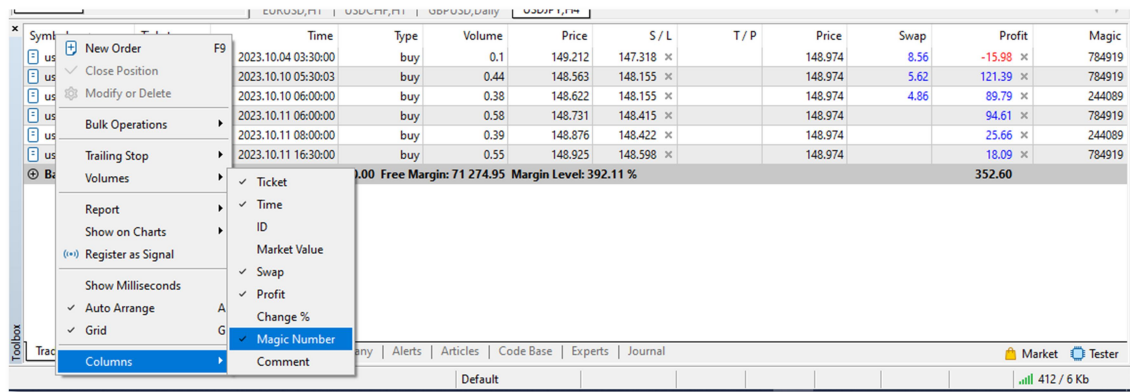 EURUSD,H1 | USDCHF,H1 | GBPUSD,Daily | USDJPY,H4
Time Type Volume Price S / L T / P Price Swap Profit Magic
2023.10.04 03:30:00 buy 0.1 149.212 147.318 × 148.974 8.56 -15.98 × 784919
2023.10.10 05:30:03 buy 0.44 148.563 148.155 × 148.974 5.62 121.39 × 784919
2023.10.10 06:00:00 buy 0.38 148.622 148.155 × 148.974 4.86 89.79 × 244089
2023.10.11 06:00:00 buy 0.58 148.731 148.415 × 148.974 94.61 × 784919
2023.10.11 08:00:00 buy 0.39 148.876 148.422 × 148.974 25.66 × 244089
2023.10.11 16:30:00 buy 0.55 148.925 148.598 × 148.974 18.09 × 784919
.00 Free Margin: 71 274.95 Margin Level: 392.11 % 352.60
New Order F9
Close Position
Modify or Delete
Bulk Operations
Trailing Stop
Volumes
Report
Show on Charts
Register as Signal
Show Milliseconds
Auto Arrange A
Grid G
Columns
Ticket
Time
ID
Market Value
Swap
Profit
Change %
Magic Number
Comment
Toolbox
Alerts | Articles | Code Base | Experts | Journal
Market Tester
Default
412 / 6 Kb